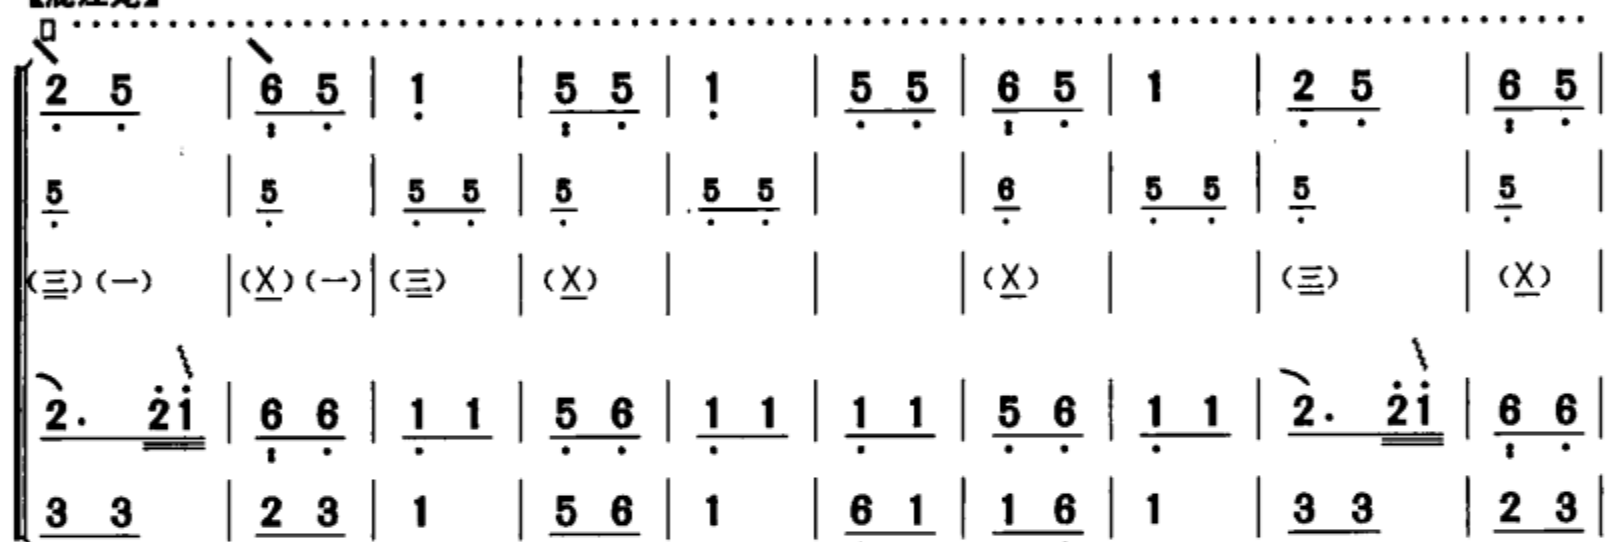 2 5 | 6 5 | 1 | 5 5 | 1 | 5 5 | 6 5 | 1 | 2 5 | 6 5 |
5 | 5 | 5 5 | 5 | 5 5 | | 6 | 5 5 | 5 | 5 |
(三)(一) | (X)(一) | (三) | (X) | | | (X) | | (三) | (X) |
2. 21 | 6 6 | 1 1 | 5 6 | 1 1 | 1 1 | 5 6 | 1 1 | 2. 21 | 6 6 |
3 3 | 2 3 | 1 | 5 6 | 1 | 6 1 | 1 6 | 1 | 3 3 | 2 3 |